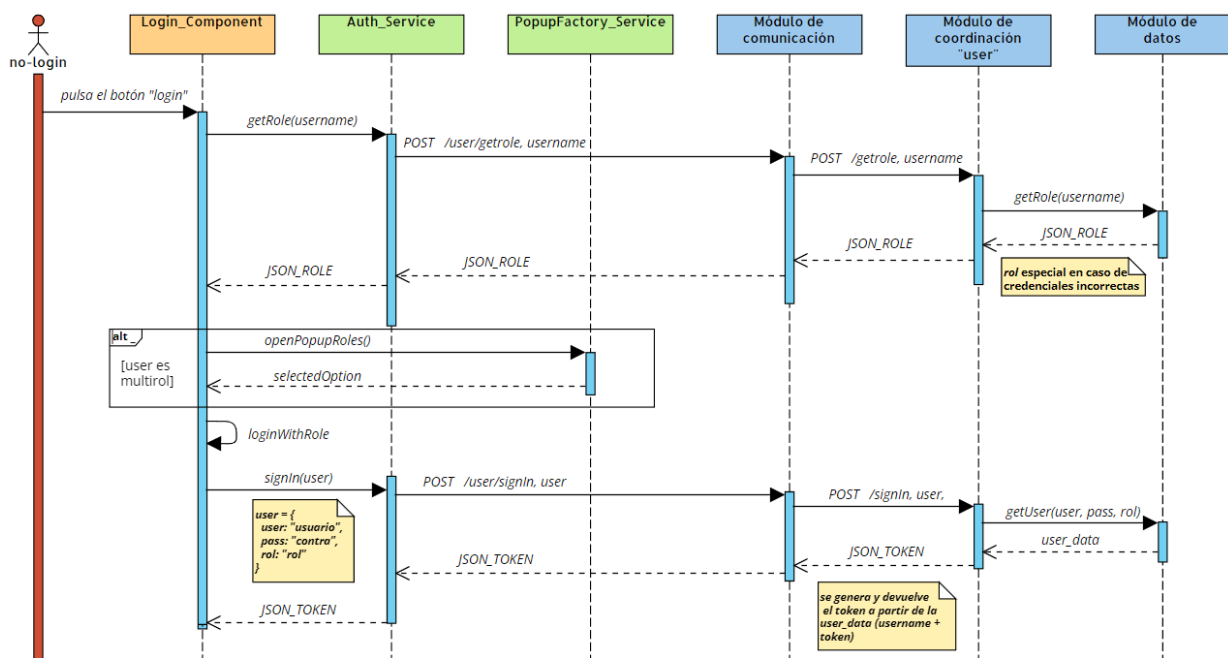 Login_Component
Auth_Service
PopupFactory_Service
Módulo de
comunicación
Módulo de
coordinación
"user"
Módulo de
datos
no-login
pulsa el botón "login"
getRole(username)
POST /user/getrole, username
POST /getrole, username
getRole(username)
JSON_ROLE
JSON_ROLE
JSON_ROLE
JSON_ROLE
rol especial en caso de
credenciales incorrectas
alt _
[user es
multirol]
openPopupRoles()
selectedOption
loginWithRole
signIn(user)
POST /user/signIn, user
POST /signIn, user,
getUser(user, pass, rol)
user = {
user: "usuario",
pass: "contra",
rol: "rol"
}
user_data
JSON_TOKEN
JSON_TOKEN
se genera y devuelve
el token a partir de la
user_data (username +
token)
JSON_TOKEN